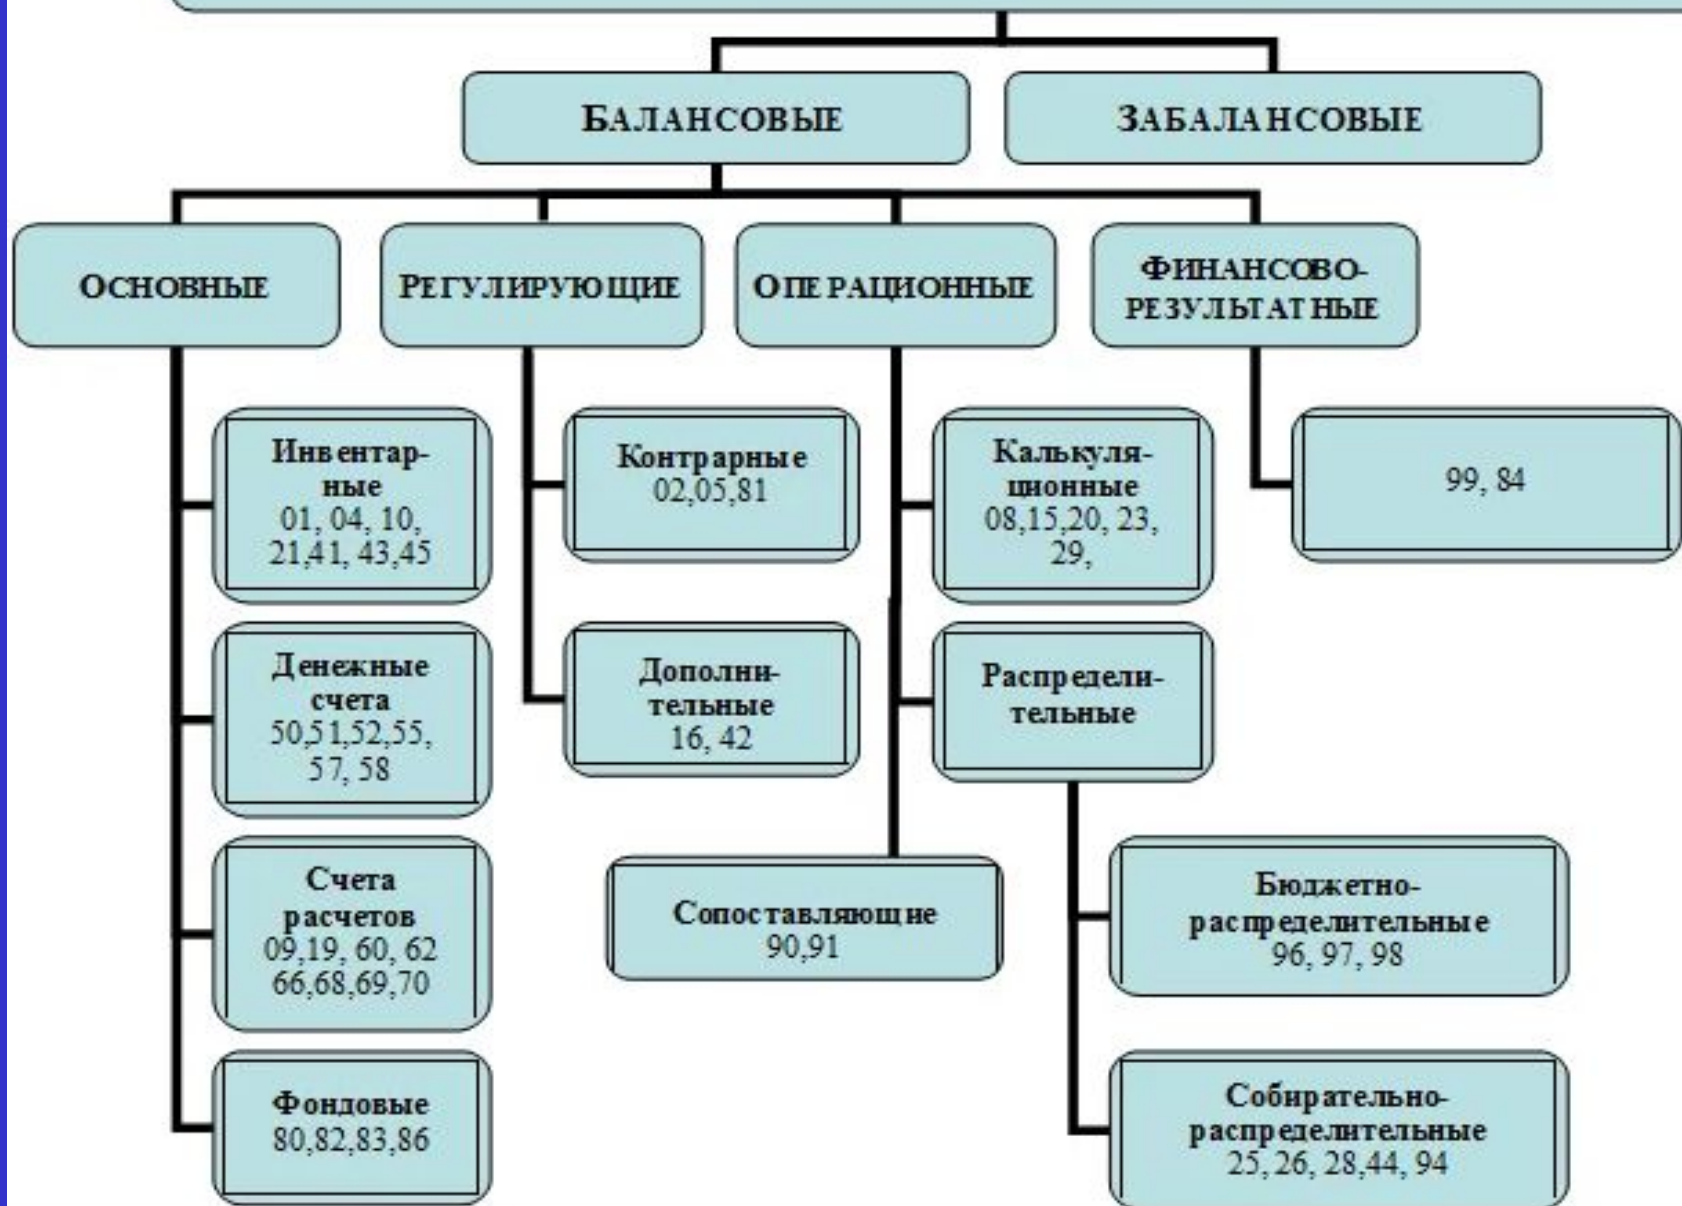 БАЛАНСОВЫЕ
ЗАБАЛАНСОВЫЕ
ОСНОВНЫЕ
РЕГУЛИРУЮЩИЕ
ОПЕРАЦИОННЫЕ
ФИНАНСОВО-
РЕЗУЛЬТАТНЫЕ
Инвентар-
ные
01, 04, 10,
21,41, 43,45
Контрарные
02,05,81
Калькуля-
ционные
08,15,20, 23,
29,
99, 84
Денежные
счета
50,51,52,55,
57, 58
Дополни-
тельные
16, 42
Распредели-
тельные
Счета
расчетов
09,19, 60, 62
66,68,69,70
Сопоставляющие
90,91
Бюджетно-
распределительные
96, 97, 98
Фондовые
80,82,83,86
Собирательно-
распределительные
25, 26, 28,44, 94